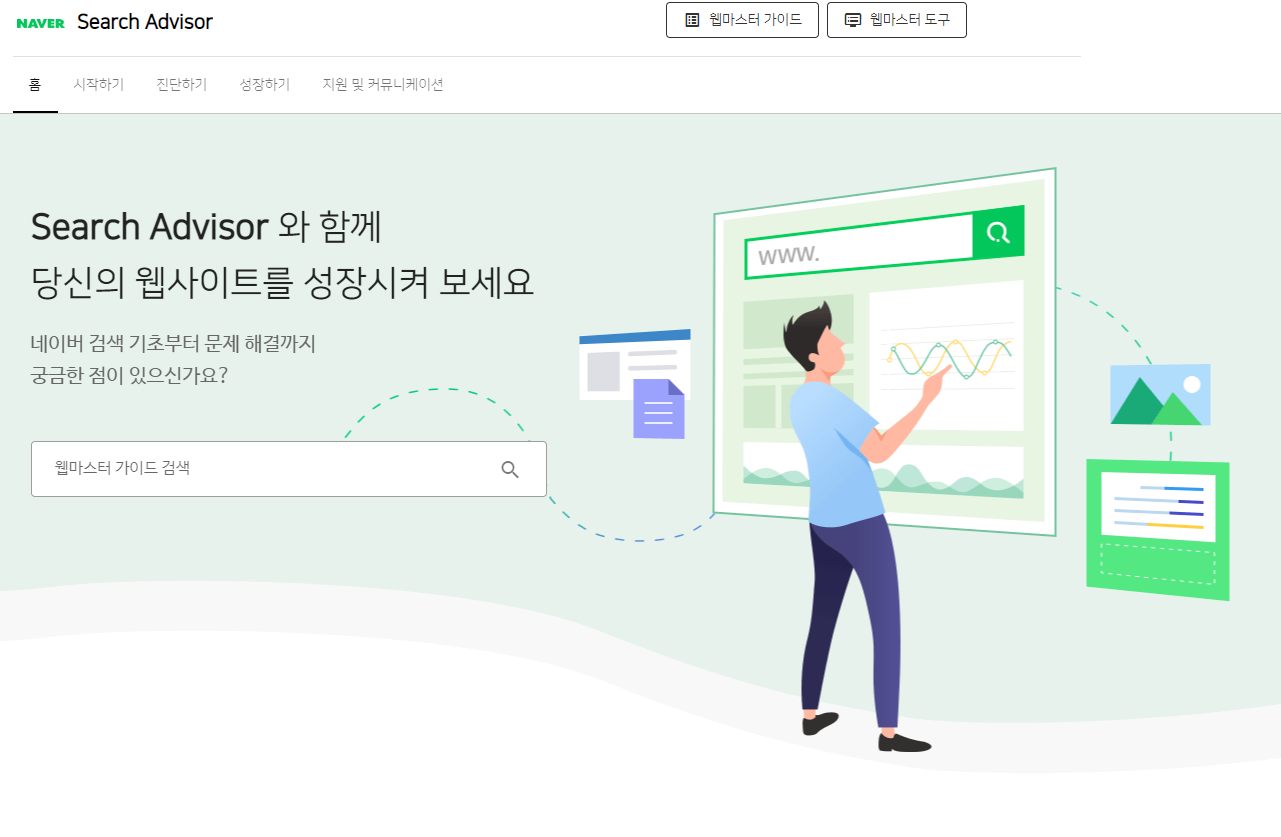 NAVER Search Advisor
웹마스터 가이드 웹마스터 도구
홈 시작하기 진단하기 성장하기 지원 및 커뮤니케이션
Search Advisor 와 함께
당신의 웹사이트를 성장시켜 보세요
네이버 검색 기초부터 문제 해결까지
궁금한 점이 있으신가요?
웹마스터 가이드 검색
www.